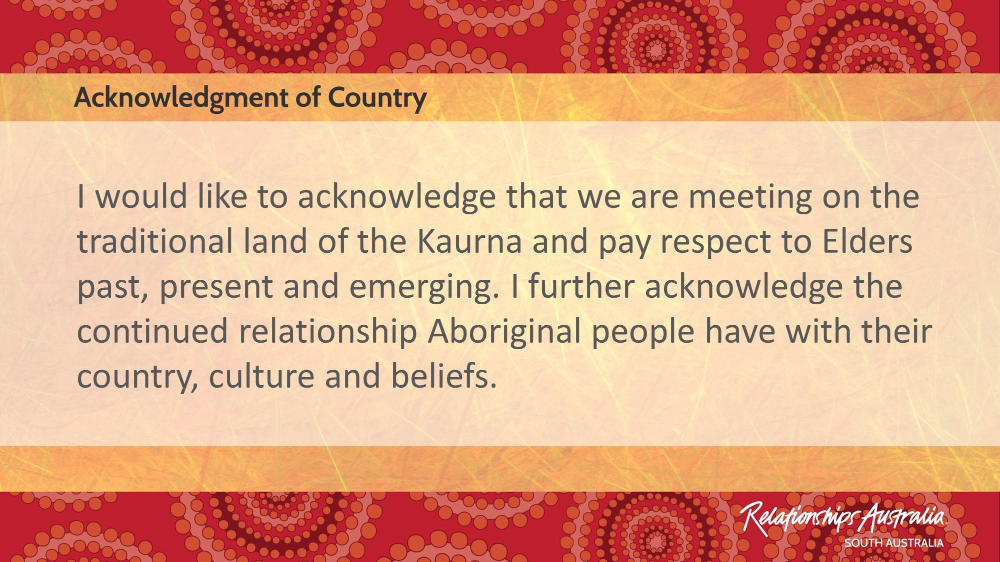 Acknowledgment of Country
I would like to acknowledge that we are meeting on the
traditional land of the Kaurna and pay respect to Elders
past, present and emerging. I further acknowledge the
continued relationship Aboriginal people have with their
country, culture and beliefs.
Relationships Australia.
SOUTH AUSTRALIA